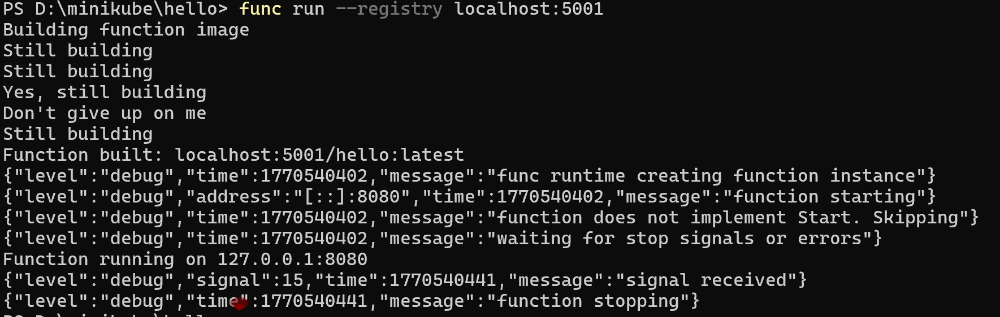 PS D:\minikube\hello> func run --registry localhost:5001
Building function image
Still building
Still building
Yes, still building
Don't give up on me
Still building
Function built: localhost:5001/hello:latest
{"level":"debug","time":1770540402,"message":"func runtime creating function instance"}
{"level":"debug","address":"[::]:8080","time":1770540402,"message":"function starting"}
{"level":"debug","time":1770540402,"message":"function does not implement Start. Skipping"}
{"level":"debug","time":1770540402,"message":"waiting for stop signals or errors"}
Function running on 127.0.0.1:8080
{"level":"debug","signal":15,"time":1770540441,"message":"signal received"}
{"level":"debug","time":1770540441,"message":"function stopping"}
PS D:\minikube\hello